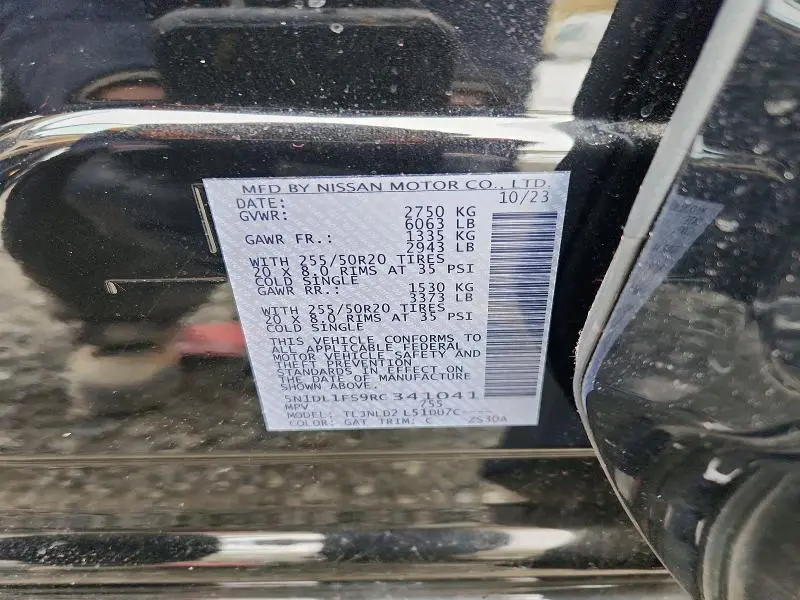 MFD BY NISSAN MOTOR CO., LTD.
DATE: 10/23
GVWR: 2750 KG
6063 LB
GAWR FR.: 1335 KG
2943 LB
WITH 255/50R20 TIRES
20 X 8.0 RIMS AT 35 PSI
COLD SINGLE
GAWR RR.: 1530 KG
3373 LB
WITH 255/50R20 TIRES
20 X 8.0 RIMS AT 35 PSI
COLD SINGLE
THIS VEHICLE CONFORMS TO
ALL APPLICABLE FEDERAL
MOTOR VEHICLE SAFETY AND
THEFT PREVENTION
STANDARDS IN EFFECT ON
THE DATE OF MANUFACTURE
SHOWN ABOVE.
5N1DL1FS9RC341041
MPV 755
MODEL: TLJNLD2 L51DU7C---
COLOR: GAT TRIM: C ZS30A